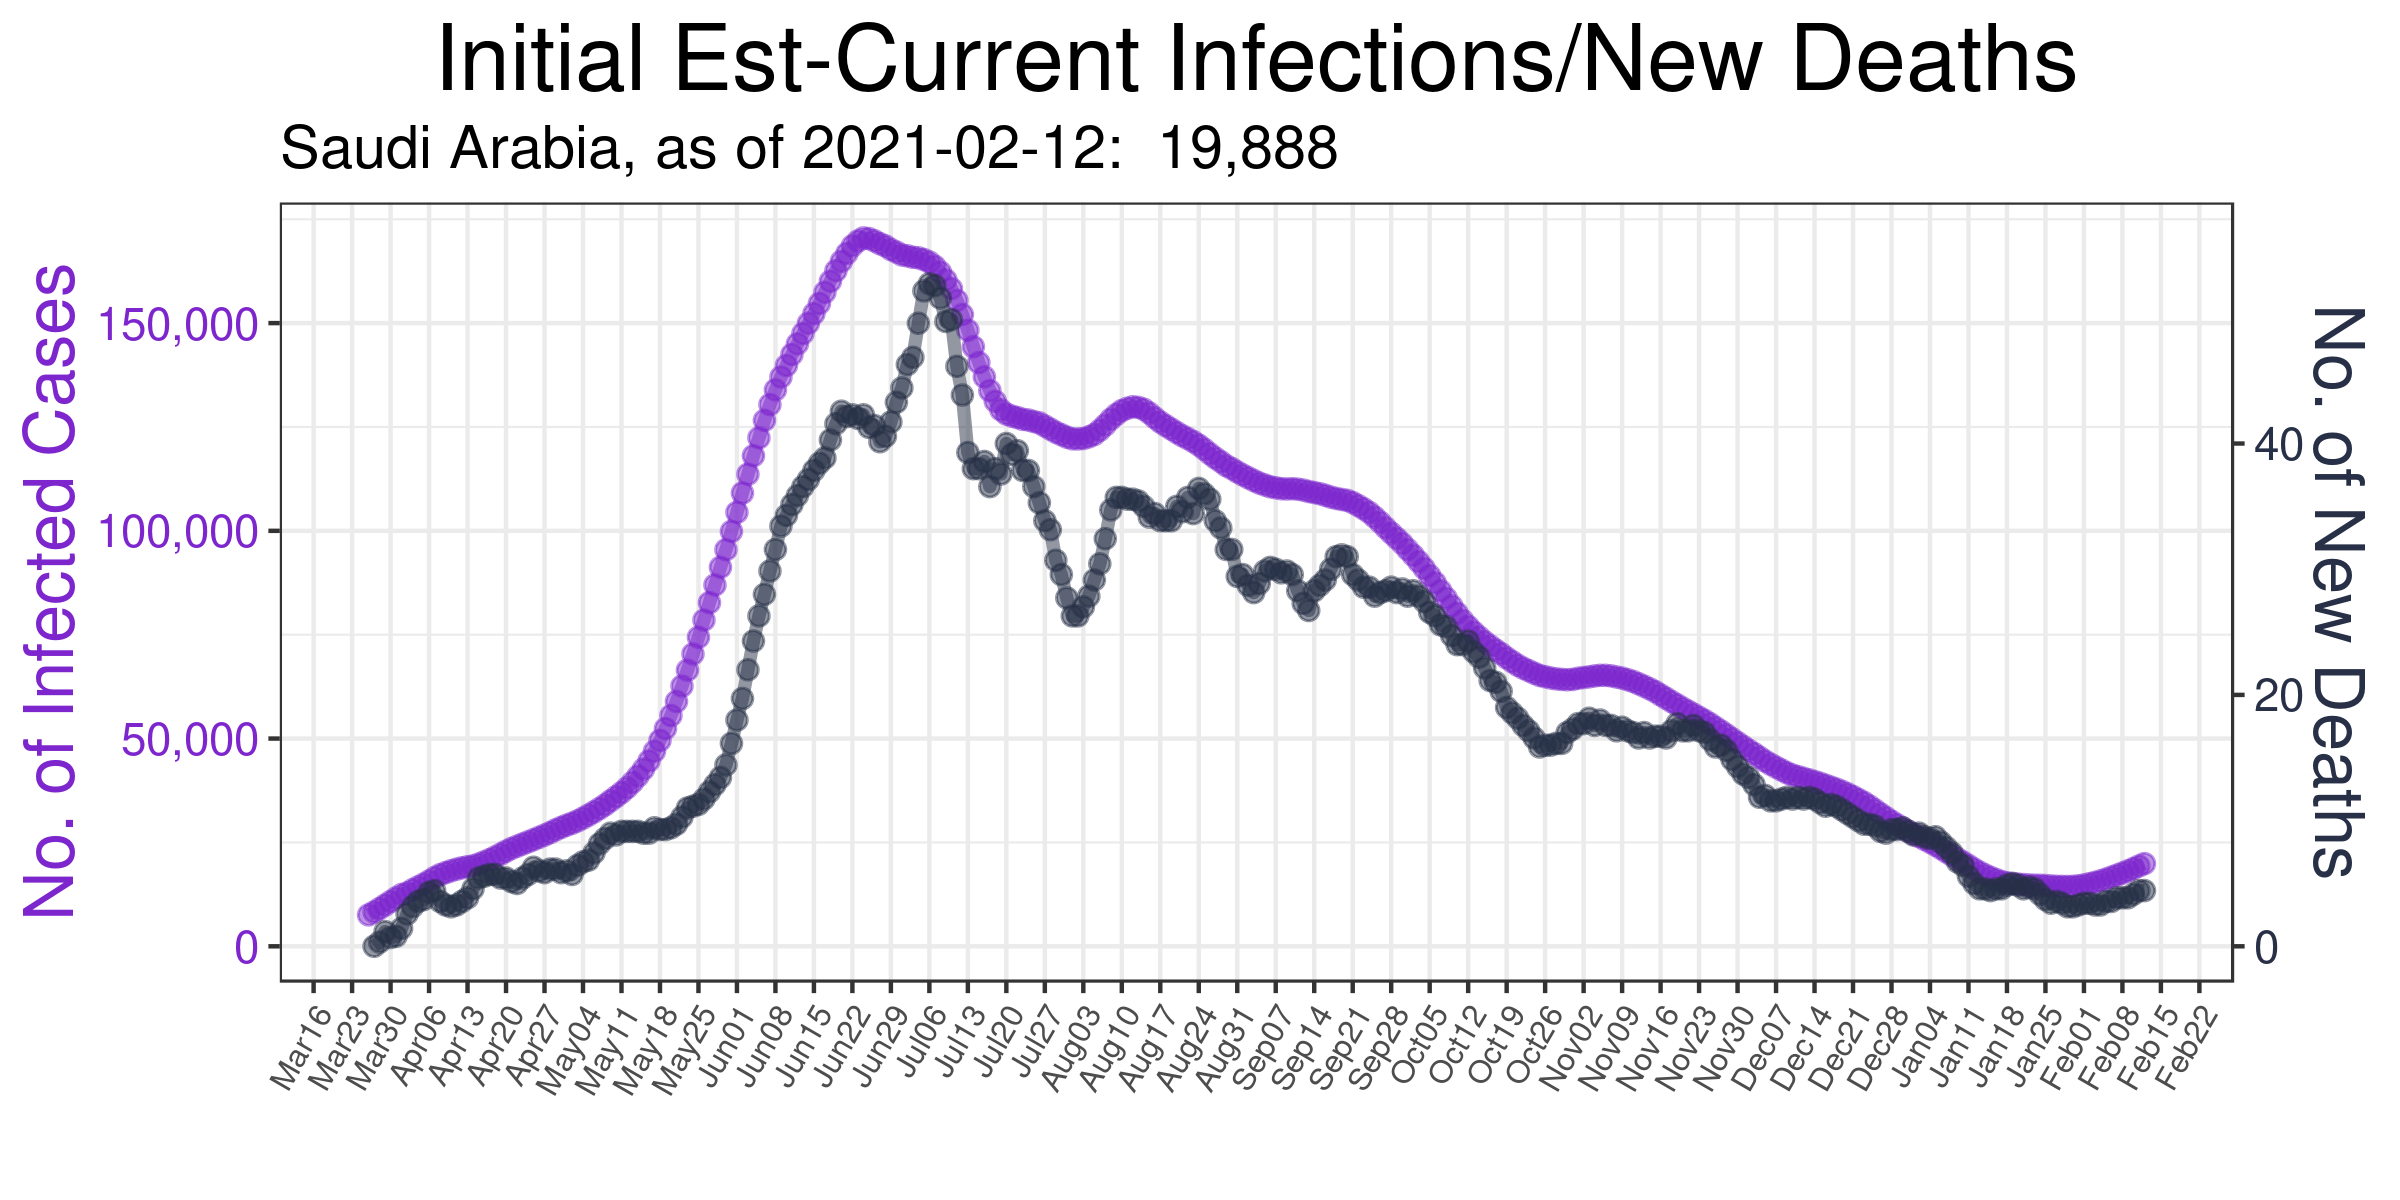 Initial Est-Current Infections/New Deaths
Saudi Arabia, as of 2021-02-12:  19,888
No. of Infected Cases
150,000
100,000
50,000
0
40
20
0
No. of New Deaths
Mar16
Mar23
Mar30
Apr06
Apr13
Apr20
Apr27
May04
May11
May18
May25
Jun01
Jun08
Jun15
Jun22
Jun29
Jul06
Jul13
Jul20
Jul27
Aug03
Aug10
Aug17
Aug24
Aug31
Sep07
Sep14
Sep21
Sep28
Oct05
Oct12
Oct19
Oct26
Nov02
Nov09
Nov16
Nov23
Nov30
Dec07
Dec14
Dec21
Dec28
Jan04
Jan11
Jan18
Jan25
Feb01
Feb08
Feb15
Feb22